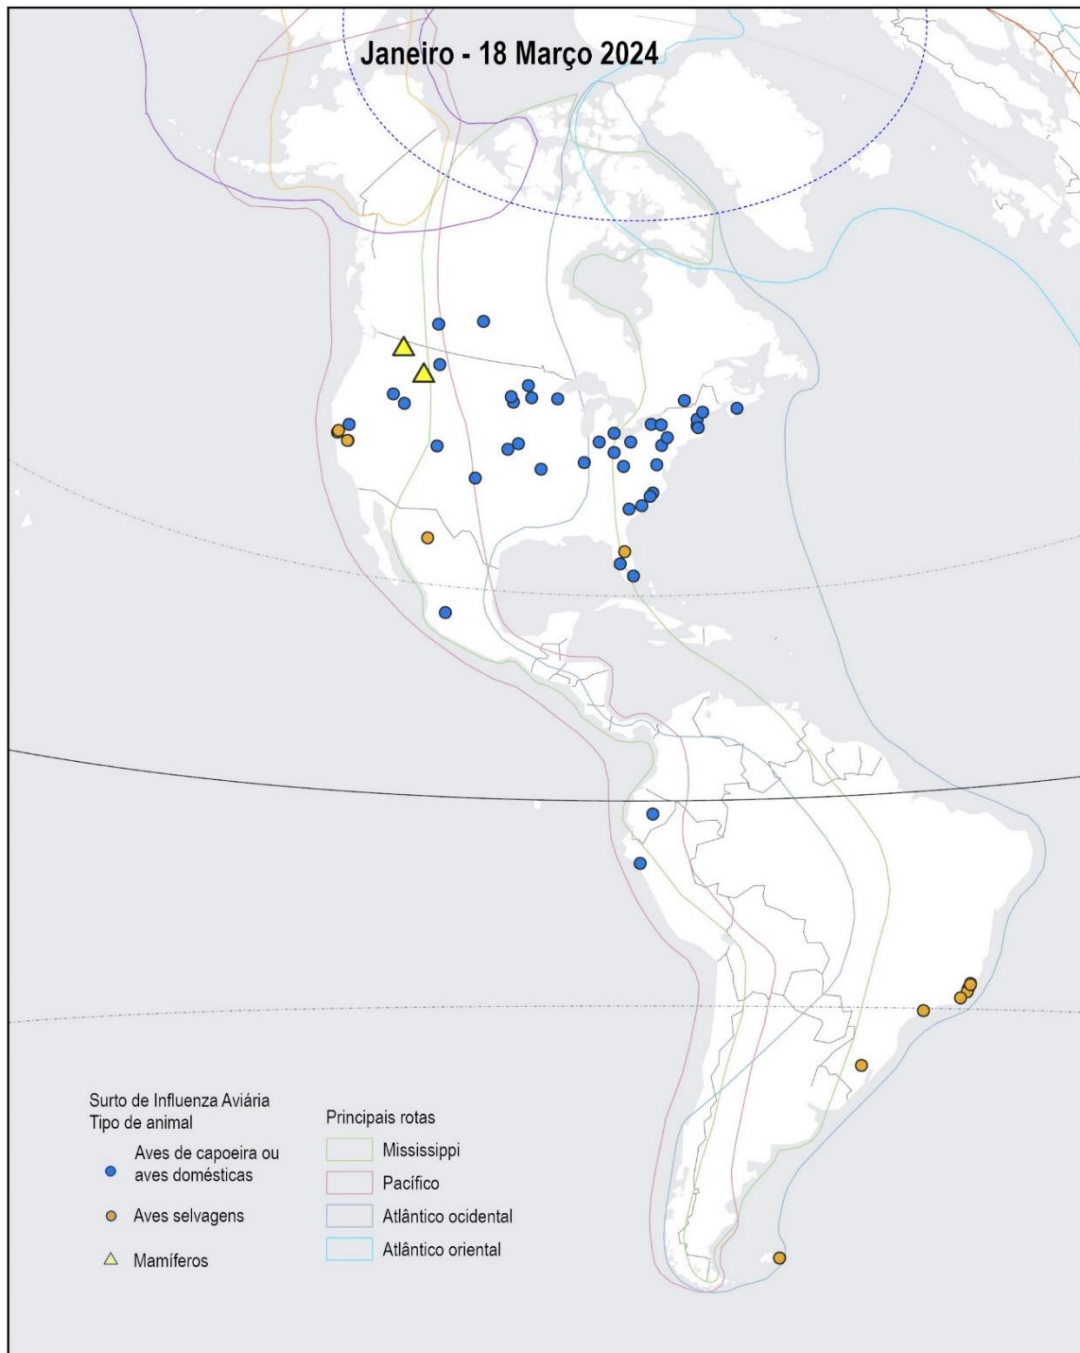 Janeiro - 18 Março 2024
Surto de Influenza Aviária
Tipo de animal
Aves de capoeira ou
aves domésticas
Aves selvagens
Mamíferos
Principais rotas
Mississippi
Pacífico
Atlântico ocidental
Atlântico oriental